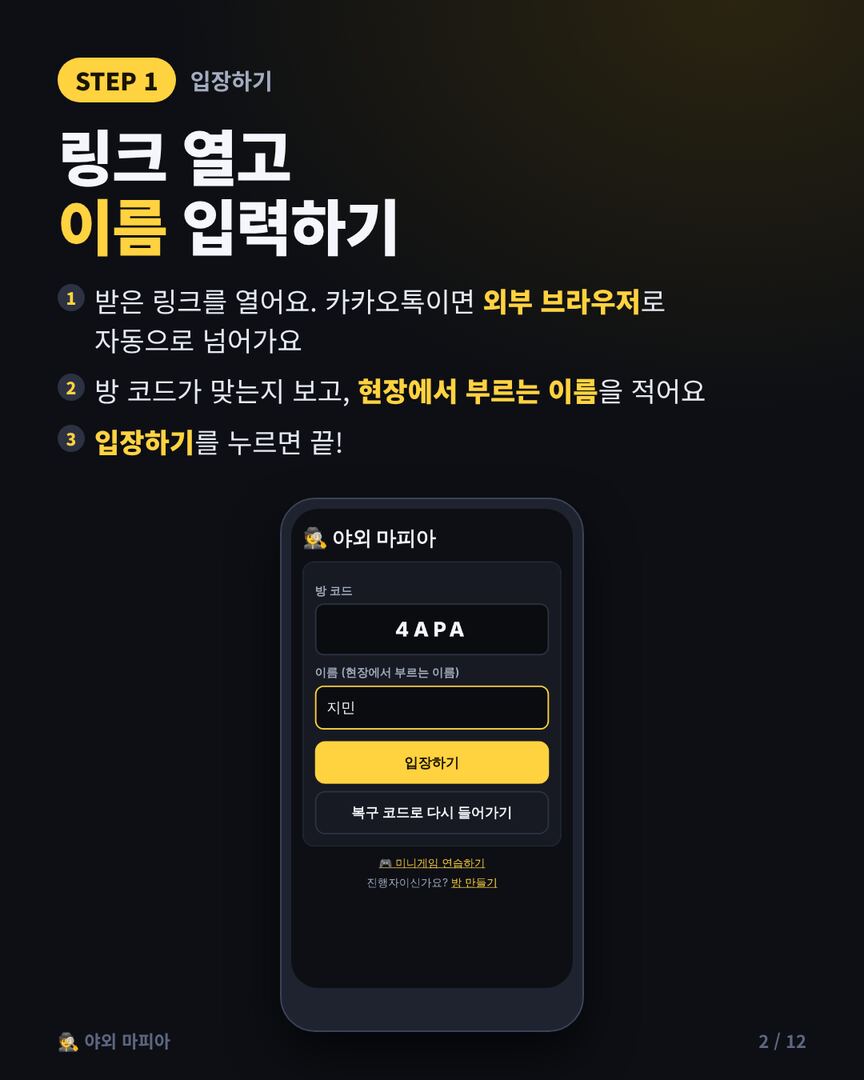 STEP 1 입장하기
링크 열고
이름 입력하기
1 받은 링크를 열어요. 카카오톡이면 외부 브라우저로
자동으로 넘어가요
2 방 코드가 맞는지 보고, 현장에서 부르는 이름을 적어요
3 입장하기를 누르면 끝!
🕵️ 야외 마피아
방 코드
4APA
이름 (현장에서 부르는 이름)
지민
입장하기
복구 코드로 다시 들어가기
🎮 미니게임 연습하기
진행자이신가요? 방 만들기
🕵️ 야외 마피아
2 / 12